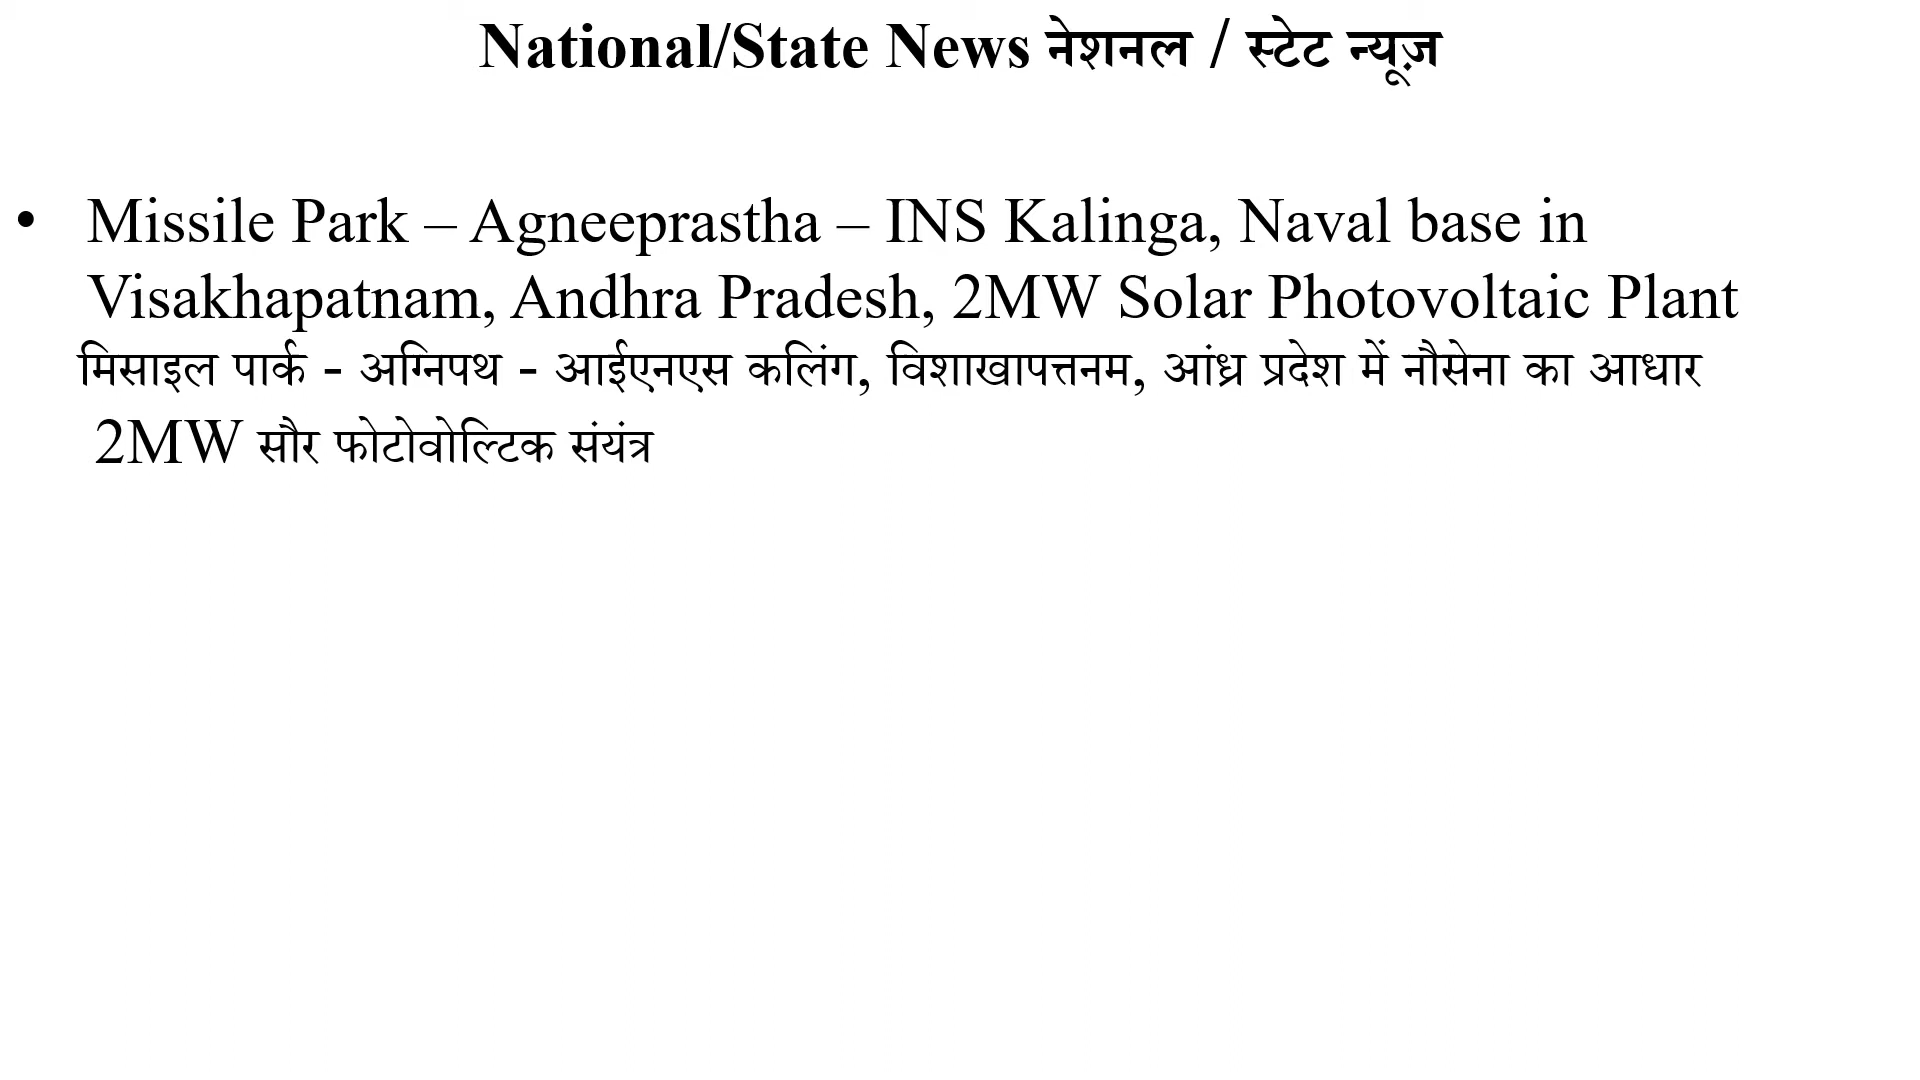 National/State News नेशनल / स्टेट न्यूज़
• Missile Park – Agneeprastha – INS Kalinga, Naval base in
Visakhapatnam, Andhra Pradesh, 2MW Solar Photovoltaic Plant
मिसाइल पार्क - अग्निपथ - आईएनएस कलिंग, विशाखापत्तनम, आंध्र प्रदेश में नौसेना का आधार
2MW सौर फोटोवोल्टिक संयंत्र